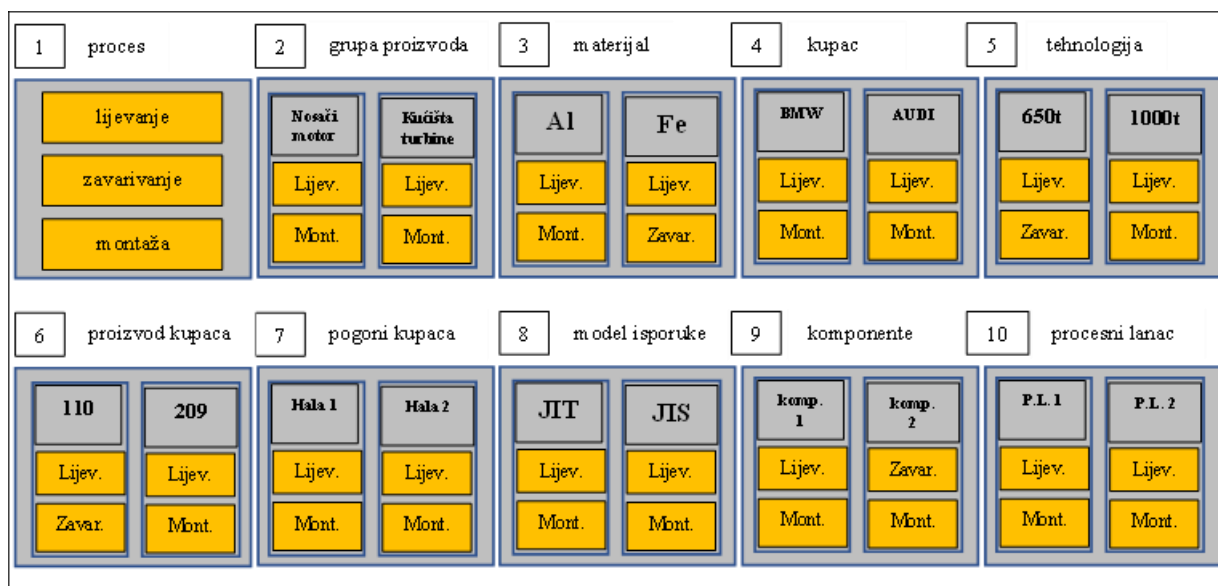 1 proces
lijevanje
zavarivanje
montaža
2 grupa proizvoda
Nosači
motor
Lijev.
Mont.
Kućišta
turbine
Lijev.
Mont.
3 materijal
Al
Lijev.
Mont.
Fe
Lijev.
Zavar.
4 kupac
BMW
Lijev.
Mont.
AUDI
Lijev.
Mont.
5 tehnologija
650t
Lijev.
Zavar.
1000t
Lijev.
Mont.
6 proizvod kupaca
110
Lijev.
Zavar.
209
Lijev.
Mont.
7 pogoni kupaca
Hala 1
Lijev.
Mont.
Hala 2
Lijev.
Mont.
8 model isporuke
JIT
Lijev.
Mont.
JIS
Lijev.
Mont.
9 komponente
komp.
1
Lijev.
Mont.
komp.
2
Zavar.
Mont.
10 procesni lanac
P.L. 1
Lijev.
Mont.
P.L. 2
Lijev.
Mont.